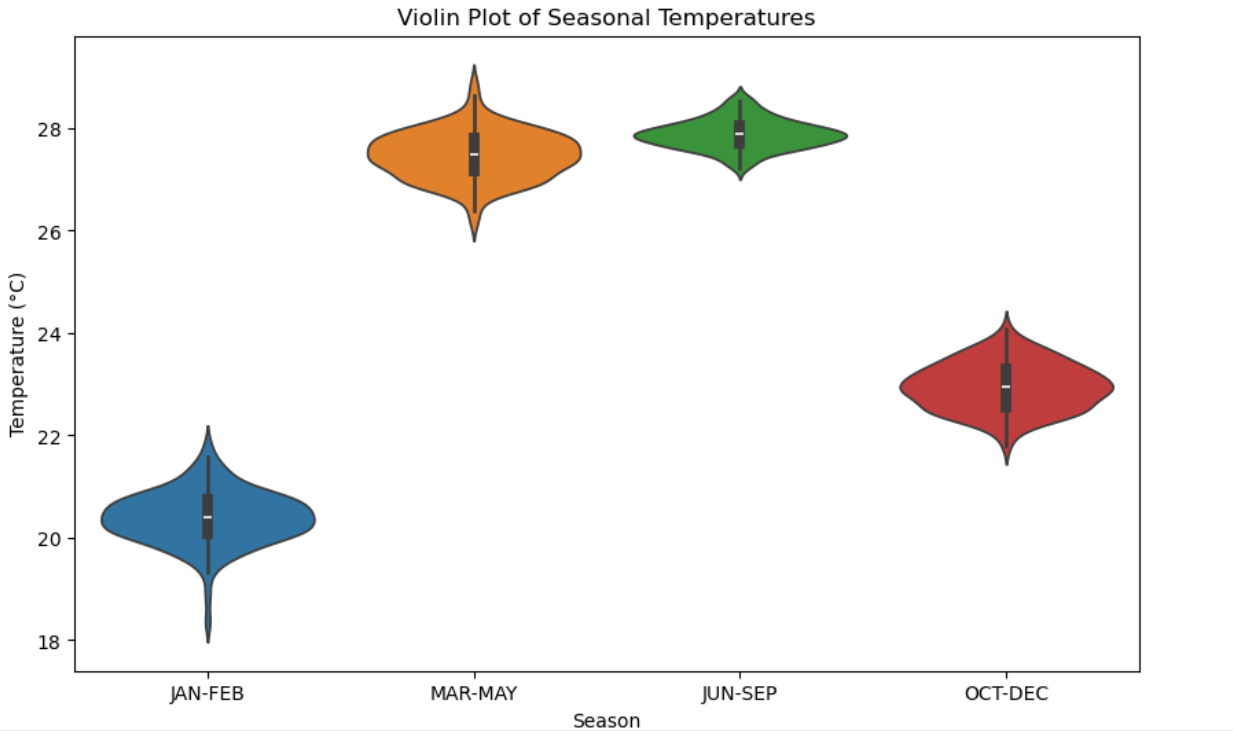 Violin Plot of Seasonal Temperatures
Temperature (°C)
28
26
24
22
20
18
JAN-FEB
MAR-MAY
JUN-SEP
OCT-DEC
Season